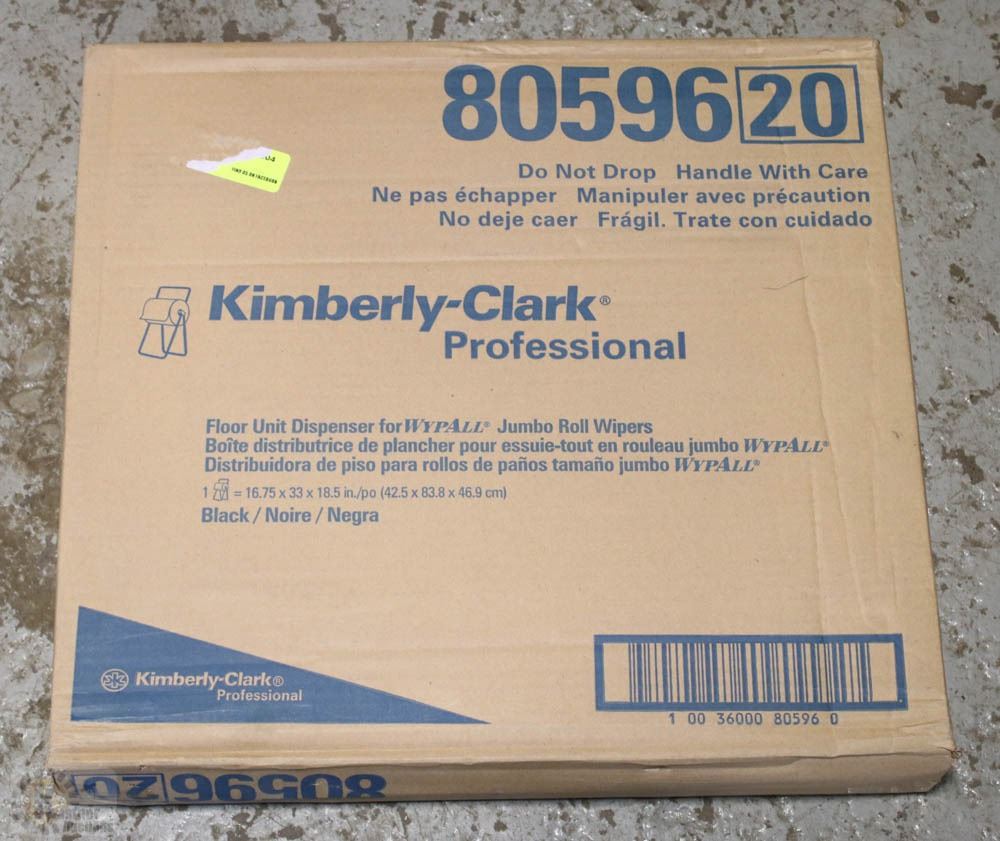 80596 20
Do Not Drop Handle With Care
Ne pas échapper Manipuler avec précaution
No deje caer Frágil. Trate con cuidado
Kimberly-Clark®
Professional
Floor Unit Dispenser for WYPALL® Jumbo Roll Wipers
Boîte distributrice de plancher pour essuie-tout en rouleau jumbo WYPALL®
Distribuidora de piso para rollos de paños tamaño jumbo WYPALL®
1 = 16.75 x 33 x 18.5 in./po (42.5 x 83.8 x 46.9 cm)
Black / Noire / Negra
Kimberly-Clark®
Professional
1 00 36000 80596 0
80596 20